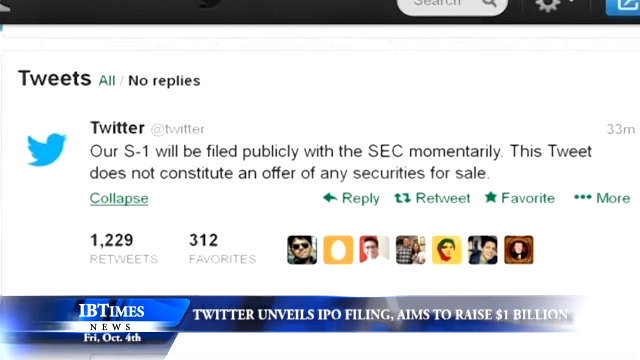 Search
Tweets All / No replies
Twitter @twitter 33m
Our S-1 will be filed publicly with the SEC momentarily. This Tweet
does not constitute an offer of any securities for sale.
Collapse Reply Retweet Favorite More
1,229 312
RETWEETS FAVORITES
IBTIMES TWITTER UNVEILS IPO FILING, AIMS TO RAISE $1 BILLION
NEWS
Fri, Oct. 4th